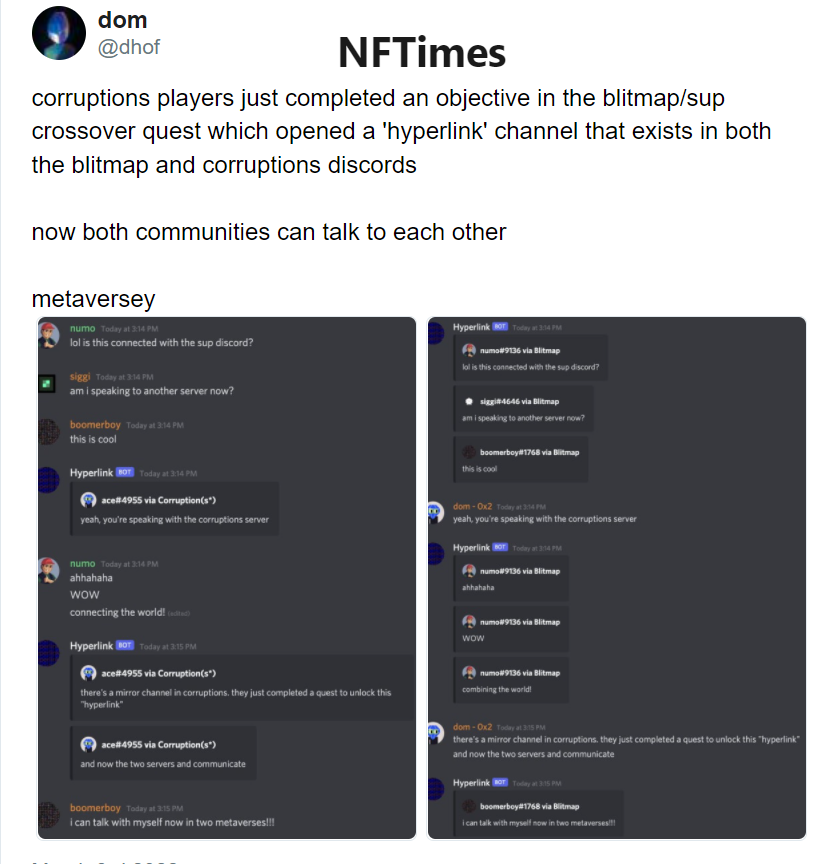 dom
@dhof
NFTimes
corruptions players just completed an objective in the blitmap/sup
crossover quest which opened a 'hyperlink' channel that exists in both
the blitmap and corruptions discords
now both communities can talk to each other
metaversey
numo Today at 3:14 PM
lol is this connected with the sup discord?
siggi Today at 3:14 PM
am i speaking to another server now?
boomerboy Today at 3:14 PM
this is cool
Hyperlink BOT Today at 3:14 PM
ace#4955 via Corruption(s*)
yeah, you're speaking with the corruptions server
numo Today at 3:14 PM
ahhahaha
WOW
connecting the world! (edited)
Hyperlink BOT Today at 3:15 PM
ace#4955 via Corruption(s*)
there's a mirror channel in corruptions. they just completed a quest to unlock this
"hyperlink"
ace#4955 via Corruption(s*)
and now the two servers and communicate
boomerboy Today at 3:15 PM
i can talk with myself now in two metaverses!!!
Hyperlink BOT Today at 3:14 PM
numo#9136 via Blitmap
lol is this connected with the sup discord?
siggi#4646 via Blitmap
am i speaking to another server now?
boomerboy#1768 via Blitmap
this is cool
dom - 0x2 Today at 3:14 PM
yeah, you're speaking with the corruptions server
Hyperlink BOT Today at 3:14 PM
numo#9136 via Blitmap
ahhahaha
numo#9136 via Blitmap
WOW
numo#9136 via Blitmap
combining the world!
dom - 0x2 Today at 3:15 PM
there's a mirror channel in corruptions. they just completed a quest to unlock this "hyperlink"
and now the two servers and communicate
Hyperlink BOT Today at 3:15 PM
boomerboy#1768 via Blitmap
i can talk with myself now in two metaverses!!!